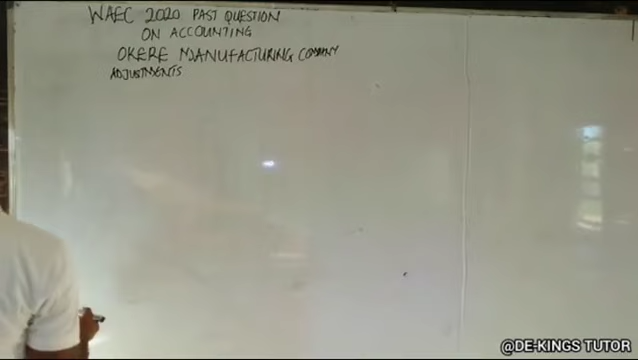 WAEC 2020 PAST QUESTION
ON ACCOUNTING
OKERE MANUFACTURING COMPANY
ADJUSTMENTS
@DE-KINGS TUTOR